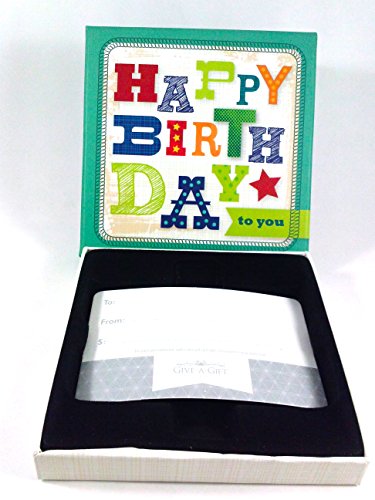 HAPPY
BIRTH
DAY
to you
To:
From:
$:
GIVE A GIFT